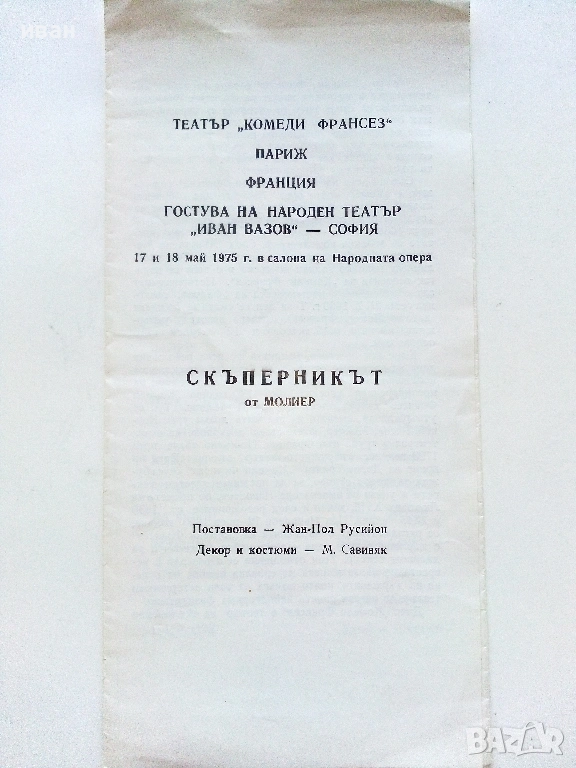 иван
ТЕАТЪР „КОМЕДИ ФРАНСЕЗ“
ПАРИЖ
ФРАНЦИЯ
ГОСТУВА НА НАРОДЕН ТЕАТЪР
„ИВАН ВАЗОВ“ — СОФИЯ
17 и 18 май 1975 г. в салона на Народната опера
СКЪПЕРНИКЪТ
от МОЛИЕР
Постановка — Жан-Пол Русийон
Декор и костюми — М. Савиняк
BAZAR